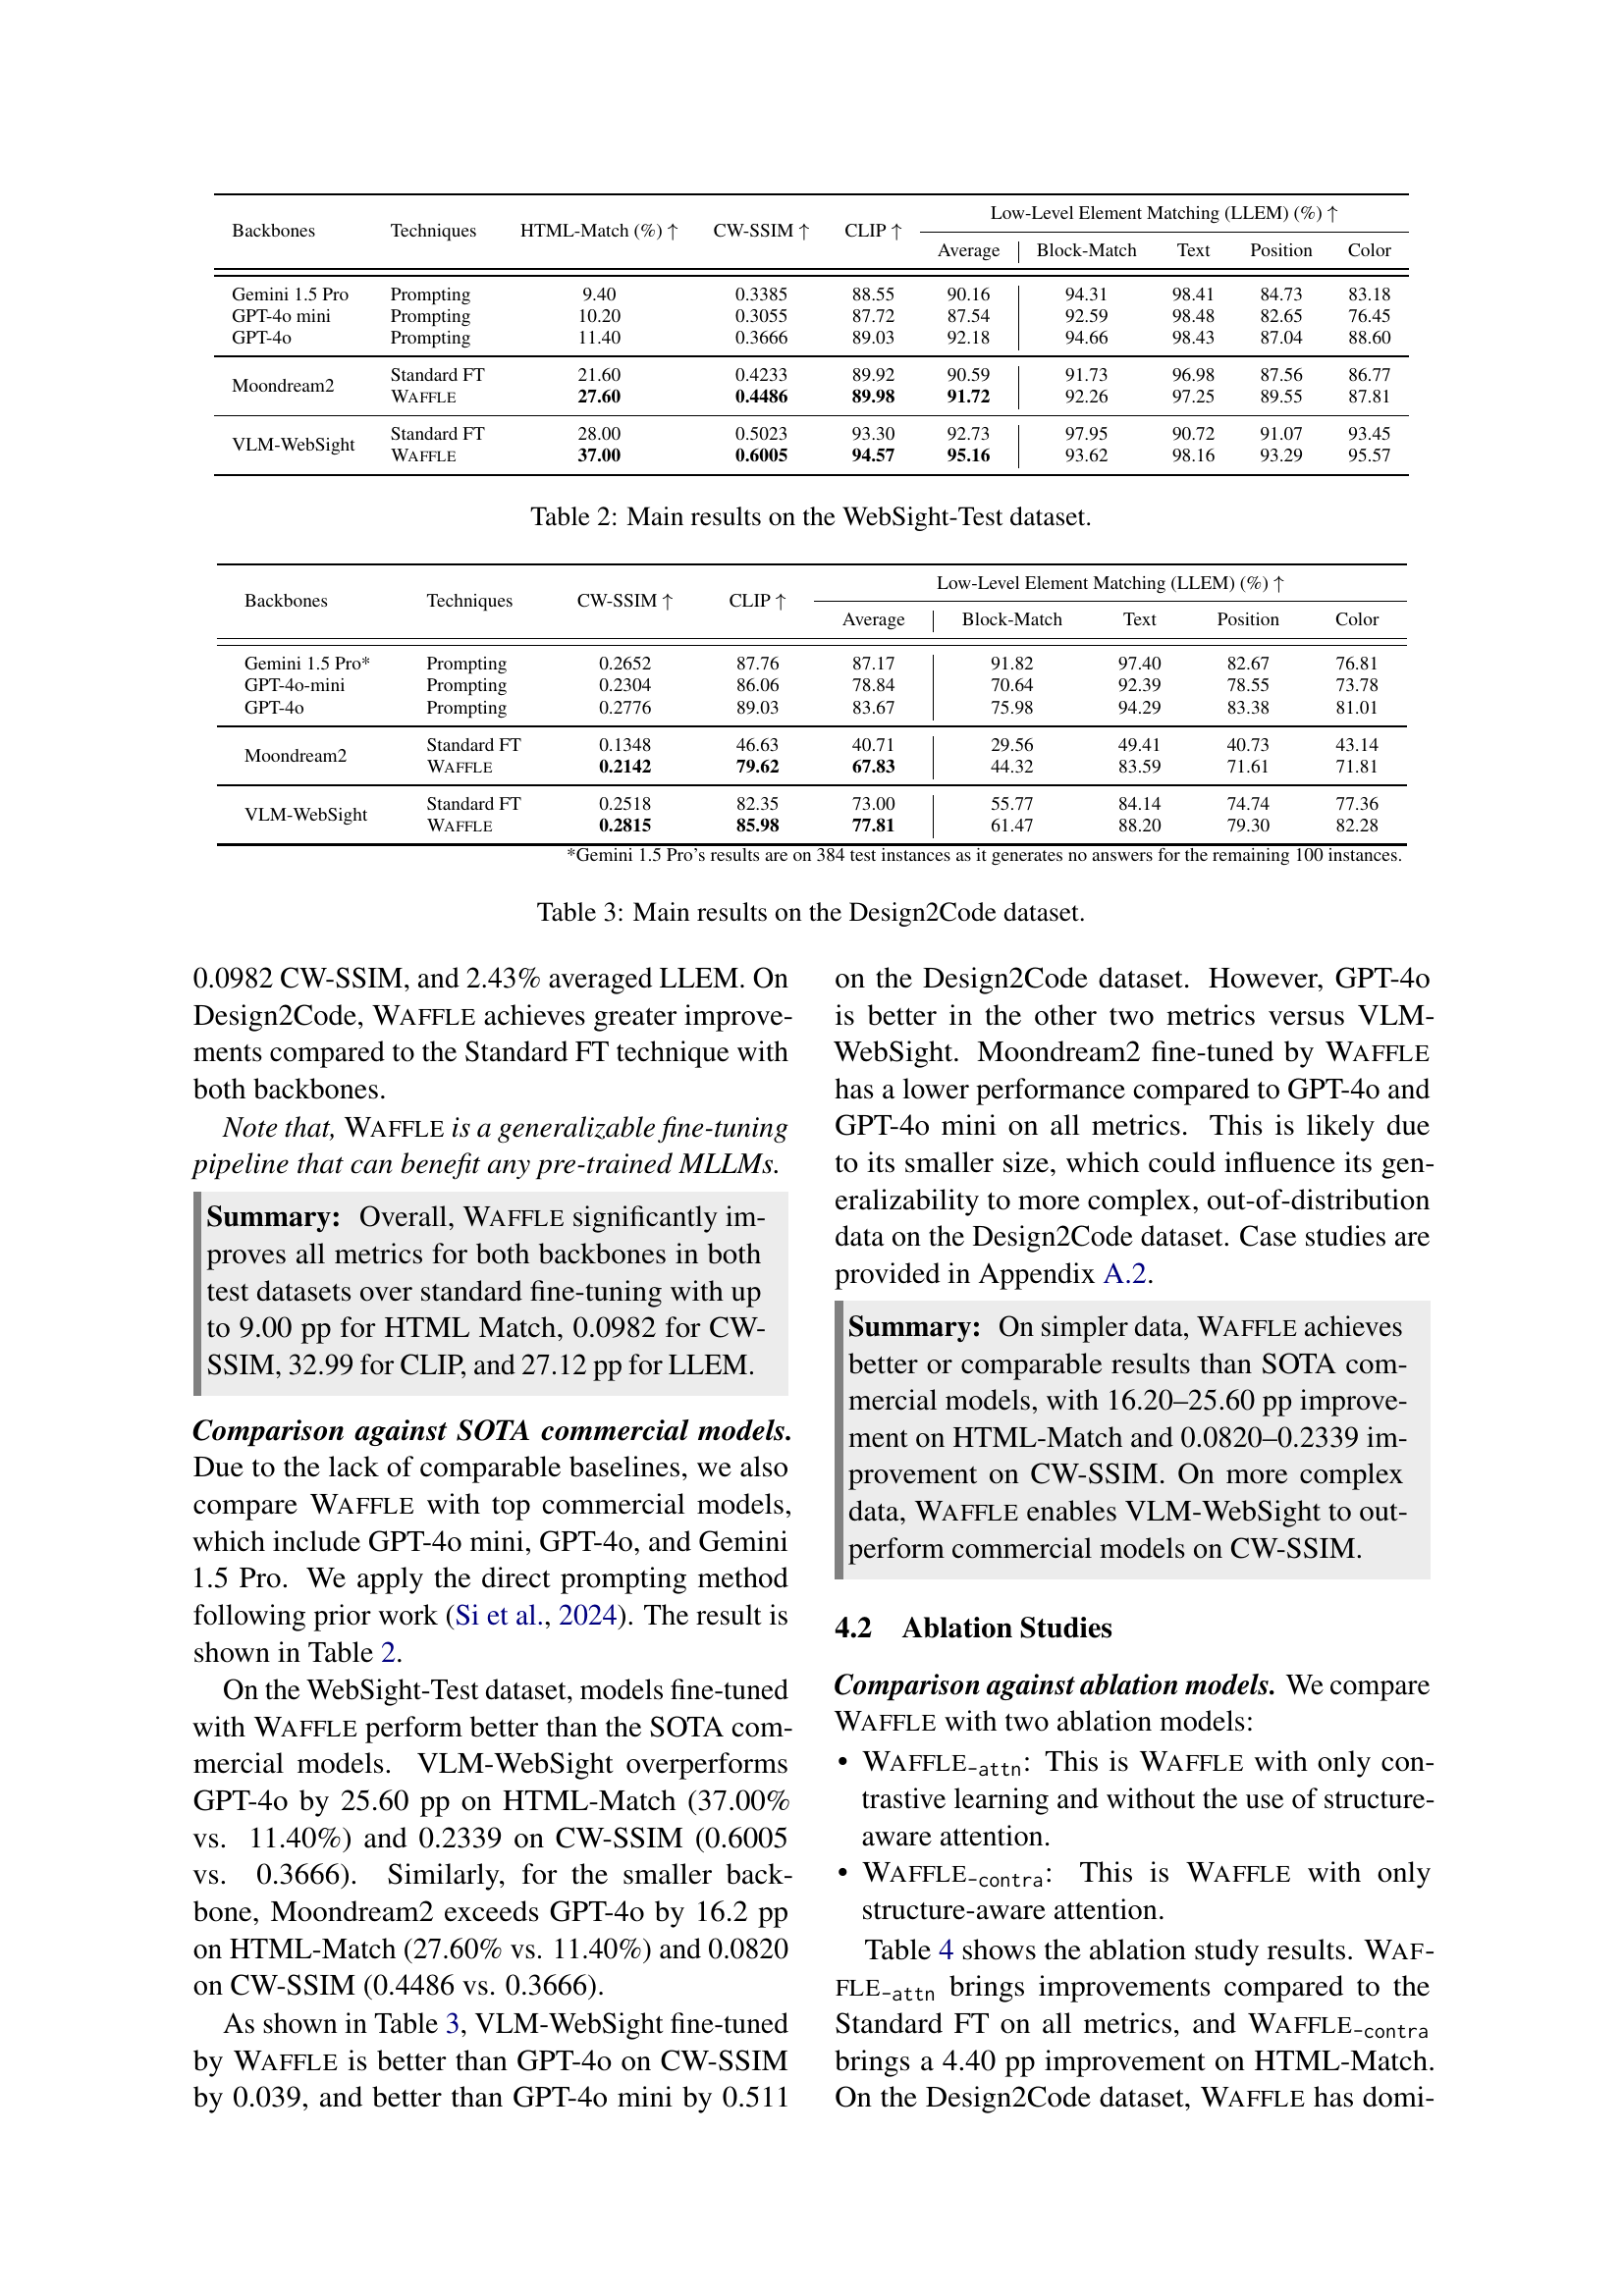 Backbones Techniques HTML-Match (%) ↑ CW-SSIM ↑ CLIP ↑ Low-Level Element Matching (LLEM) (%) ↑
Average Block-Match Text Position Color
Gemini 1.5 Pro Prompting 9.40 0.3385 88.55 90.16 94.31 98.41 84.73 83.18
GPT-4o mini Prompting 10.20 0.3055 87.72 87.54 92.59 98.48 82.65 76.45
GPT-4o Prompting 11.40 0.3666 89.03 92.18 94.66 98.43 87.04 88.60
Moondream2 Standard FT 21.60 0.4233 89.92 90.59 91.73 96.98 87.56 86.77
WAFFLE 27.60 0.4486 89.98 91.72 92.26 97.25 89.55 87.81
VLM-WebSight Standard FT 28.00 0.5023 93.30 92.73 97.95 90.72 91.07 93.45
WAFFLE 37.00 0.6005 94.57 95.16 93.62 98.16 93.29 95.57
Table 2: Main results on the WebSight-Test dataset.
Backbones Techniques CW-SSIM ↑ CLIP ↑ Low-Level Element Matching (LLEM) (%) ↑
Average Block-Match Text Position Color
Gemini 1.5 Pro* Prompting 0.2652 87.76 87.17 91.82 97.40 82.67 76.81
GPT-4o-mini Prompting 0.2304 86.06 78.84 70.64 92.39 78.55 73.78
GPT-4o Prompting 0.2776 89.03 83.67 75.98 94.29 83.38 81.01
Moondream2 Standard FT 0.1348 46.63 40.71 29.56 49.41 40.73 43.14
WAFFLE 0.2142 79.62 67.83 44.32 83.59 71.61 71.81
VLM-WebSight Standard FT 0.2518 82.35 73.00 55.77 84.14 74.74 77.36
WAFFLE 0.2815 85.98 77.81 61.47 88.20 79.30 82.28
*Gemini 1.5 Pro's results are on 384 test instances as it generates no answers for the remaining 100 instances.
Table 3: Main results on the Design2Code dataset.
0.0982 CW-SSIM, and 2.43% averaged LLEM. On
Design2Code, WAFFLE achieves greater improve-
ments compared to the Standard FT technique with
both backbones.
Note that, WAFFLE is a generalizable fine-tuning
pipeline that can benefit any pre-trained MLLMs.
Summary: Overall, WAFFLE significantly im-
proves all metrics for both backbones in both
test datasets over standard fine-tuning with up
to 9.00 pp for HTML Match, 0.0982 for CW-
SSIM, 32.99 for CLIP, and 27.12 pp for LLEM.
Comparison against SOTA commercial models.
Due to the lack of comparable baselines, we also
compare WAFFLE with top commercial models,
which include GPT-4o mini, GPT-4o, and Gemini
1.5 Pro. We apply the direct prompting method
following prior work (Si et al., 2024). The result is
shown in Table 2.
On the WebSight-Test dataset, models fine-tuned
with WAFFLE perform better than the SOTA com-
mercial models. VLM-WebSight overperforms
GPT-4o by 25.60 pp on HTML-Match (37.00%
vs. 11.40%) and 0.2339 on CW-SSIM (0.6005
vs. 0.3666). Similarly, for the smaller back-
bone, Moondream2 exceeds GPT-4o by 16.2 pp
on HTML-Match (27.60% vs. 11.40%) and 0.0820
on CW-SSIM (0.4486 vs. 0.3666).
As shown in Table 3, VLM-WebSight fine-tuned
by WAFFLE is better than GPT-4o on CW-SSIM
by 0.039, and better than GPT-4o mini by 0.511
on the Design2Code dataset. However, GPT-4o
is better in the other two metrics versus VLM-
WebSight. Moondream2 fine-tuned by WAFFLE
has a lower performance compared to GPT-4o and
GPT-4o mini on all metrics. This is likely due
to its smaller size, which could influence its gen-
eralizability to more complex, out-of-distribution
data on the Design2Code dataset. Case studies are
provided in Appendix A.2.
Summary: On simpler data, WAFFLE achieves
better or comparable results than SOTA com-
mercial models, with 16.20–25.60 pp improve-
ment on HTML-Match and 0.0820–0.2339 im-
provement on CW-SSIM. On more complex
data, WAFFLE enables VLM-WebSight to out-
perform commercial models on CW-SSIM.
4.2 Ablation Studies
Comparison against ablation models. We compare
WAFFLE with two ablation models:
• WAFFLE-attn: This is WAFFLE with only con-
trastive learning and without the use of structure-
aware attention.
• WAFFLE-contra: This is WAFFLE with only
structure-aware attention.
Table 4 shows the ablation study results. WAF-
FLE-attn brings improvements compared to the
Standard FT on all metrics, and WAFFLE-contra
brings a 4.40 pp improvement on HTML-Match.
On the Design2Code dataset, WAFFLE has domi-